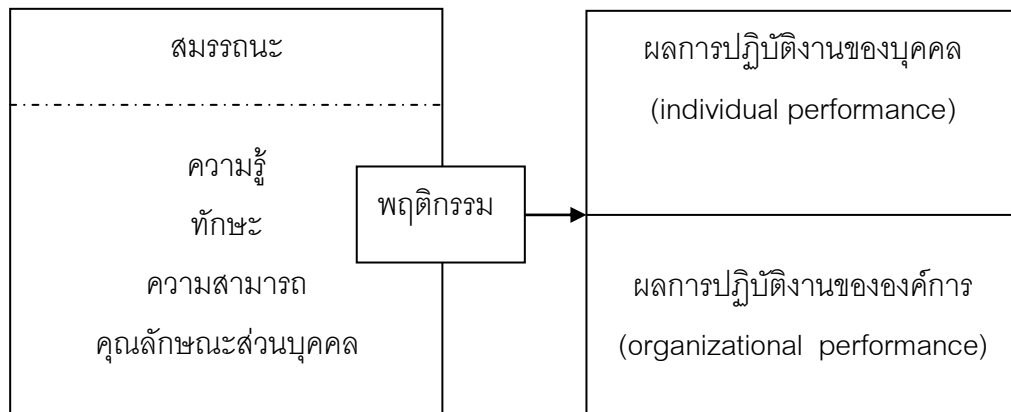 สมรรถนะ
ความรู้
ทักษะ
ความสามารถ
คุณลักษณะส่วนบุคคล
พฤติกรรม
ผลการปฏิบัติงานของบุคคล
(individual performance)
ผลการปฏิบัติงานขององค์การ
(organizational performance)